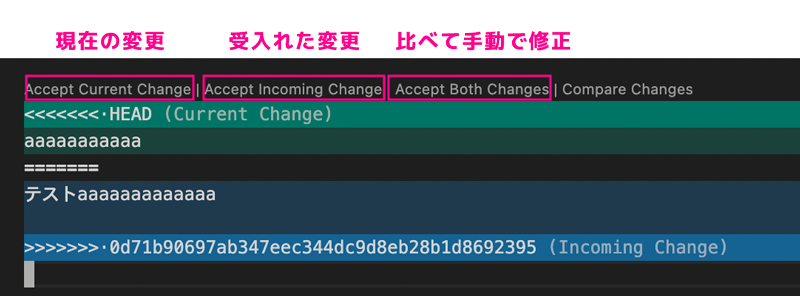 現在の変更 受入れた変更 比べて手動で修正
Accept Current Change | Accept Incoming Change | Accept Both Changes | Compare Changes
<<<<<<<·HEAD (Current Change)
aaaaaaaaaaa
=======
テストaaaaaaaaaaaaa
>>>>>>>·0d71b90697ab347eec344dc9d8eb28b1d8692395 (Incoming Change)